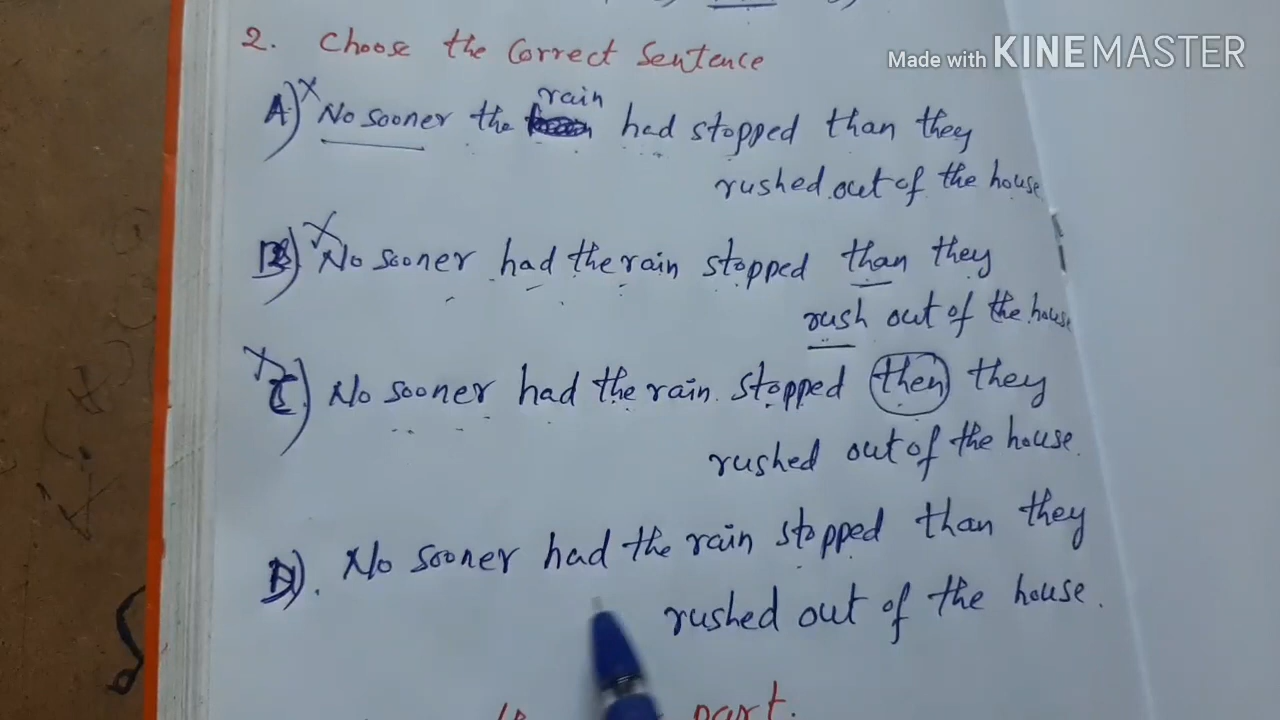 Made with KINEMASTER
2. Choose the Correct Sentence
A) No sooner the rain had stopped than they
rushed out of the house
B) No sooner had the rain stopped than they
rush out of the house
C) No sooner had the rain stopped then they
rushed out of the house.
D). No sooner had the rain stopped than they
rushed out of the house.
part.